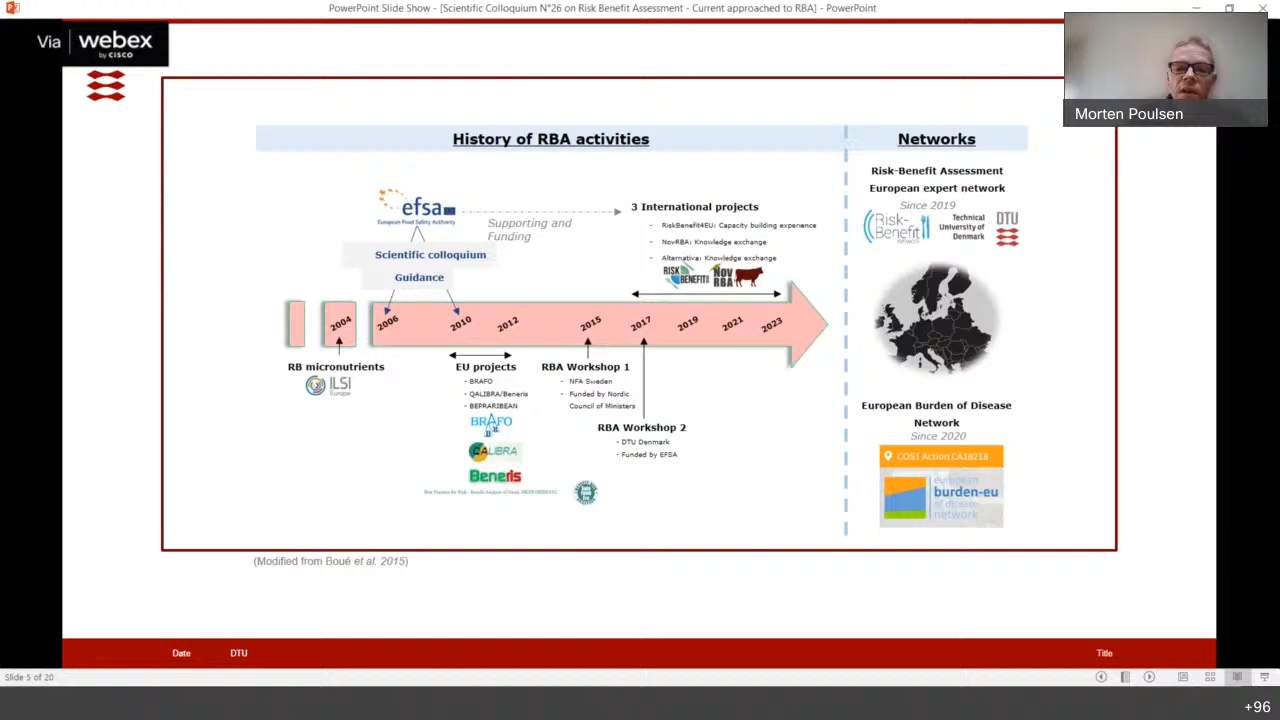 PowerPoint Slide Show - [Scientific Colloquium N°26 on Risk Benefit Assessment - Current approached to RBA] - PowerPoint
Via webex
by CISCO
Morten Poulsen
History of RBA activities
Networks
efsa
European Food Safety Authority
Supporting and
Funding
Scientific colloquium
Guidance
3 International projects
- RiskBenefit4EU: Capacity building experience
- NovRBA: Knowledge exchange
- Alternativa: Knowledge exchange
RISK
BENEFIT
NOV
RBA
2004
2006
2010
2012
2015
2017
2019
2021
2023
RB micronutrients
ILSI
Europe
EU projects
- BRAFO
- QALIBRA/Beneris
- BEPRARIBEAN
BRAFO
QALIBRA
Beneris
RBA Workshop 1
- NFA Sweden
- Funded by Nordic
Council of Ministers
RBA Workshop 2
- DTU Denmark
- Funded by EFSA
Risk-Benefit Assessment
European expert network
Since 2019
Risk-
Benefit
Network
Technical
University of
Denmark
DTU
European Burden of Disease
Network
Since 2020
COST Action CA18218
european
burden-eu
of disease
network
(Modified from Boué et al. 2015)
Date DTU Title
Slide 5 of 20
+96